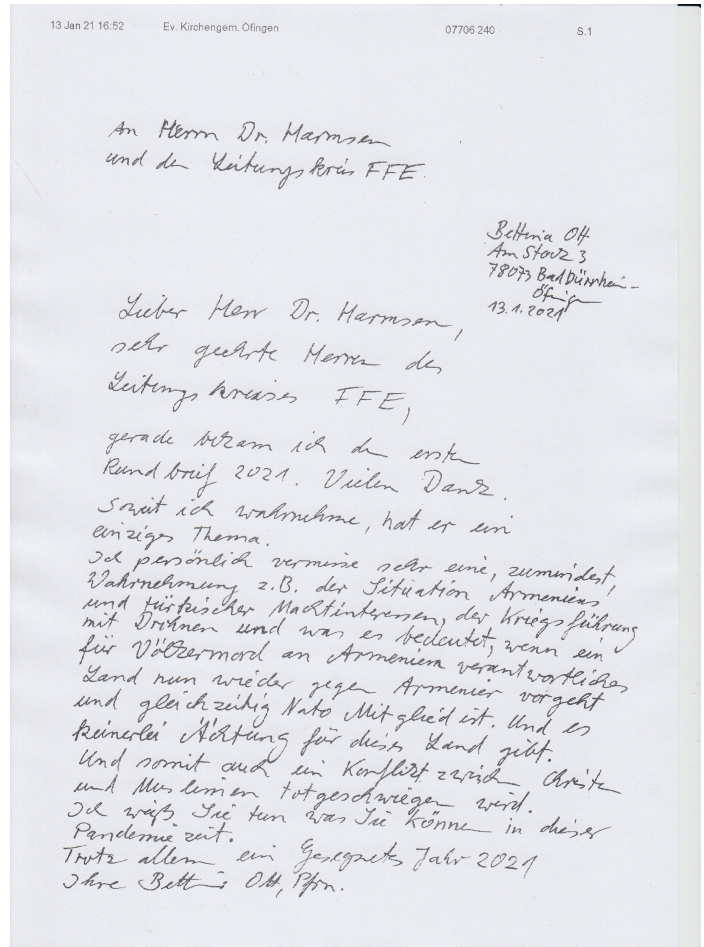 13 Jan 21 16:52 Ev. Kirchengem. Öfingen 07706 240 S.1
An Herrn Dr. Harmsen
und den Leitungskreis FFE.
Bettina Ott
Am Stoz 3
78073 Bad Dürrheim-
Öfingen
13.1.2021
Lieber Herr Dr. Harmsen,
sehr geehrte Herren des
Leitungskreises FFE,
gerade bekam ich den ersten
Rundbrief 2021. Vielen Dank.
Soweit ich wahrnehme, hat er ein
einziges Thema.
Ich persönlich vermisse sehr eine, zumindest,
Wahrnehmung z.B. der Situation Armeniens
und türkischer Machtinteressen, der Kriegsführung
mit Drohnen und was es bedeutet, wenn ein
für Völkermord an Armeniern verantwortliches
Land nun wieder gegen Armenier vorgeht
und gleichzeitig Nato Mitglied ist. Und es
keinerlei Ächtung für dieses Land gibt.
Und somit auch ein Konflikt zwischen Christen
und Muslimen totgeschwiegen wird.
Ich weiß Sie tun was Sie können in dieser
Pandemiezeit.
Trotz allem ein Gesegnetes Jahr 2021
Ihre Bettina Ott, Pfrn.